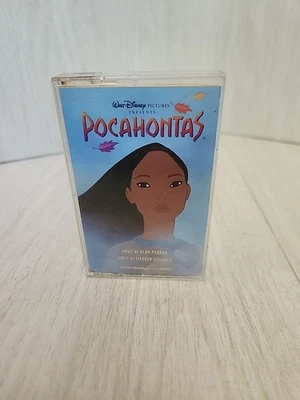 WALT DISNEY PICTURES
PRESENTS
POCAHONTAS
MUSIC BY ALAN MENKEN
LYRICS BY STEPHEN SCHWARTZ